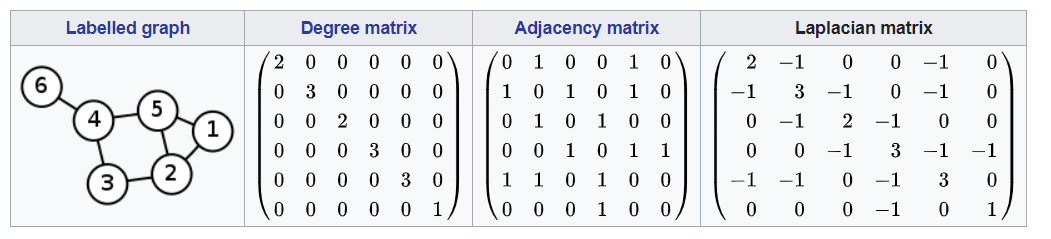 Labelled graph Degree matrix Adjacency matrix Laplacian matrix
6
4
5
1
3
2
2 0 0 0 0 0
0 3 0 0 0 0
0 0 2 0 0 0
0 0 0 3 0 0
0 0 0 0 3 0
0 0 0 0 0 1
0 1 0 0 1 0
1 0 1 0 1 0
0 1 0 1 0 0
0 0 1 0 1 1
1 1 0 1 0 0
0 0 0 1 0 0
2 −1 0 0 −1 0
−1 3 −1 0 −1 0
0 −1 2 −1 0 0
0 0 −1 3 −1 −1
−1 −1 0 −1 3 0
0 0 0 −1 0 1